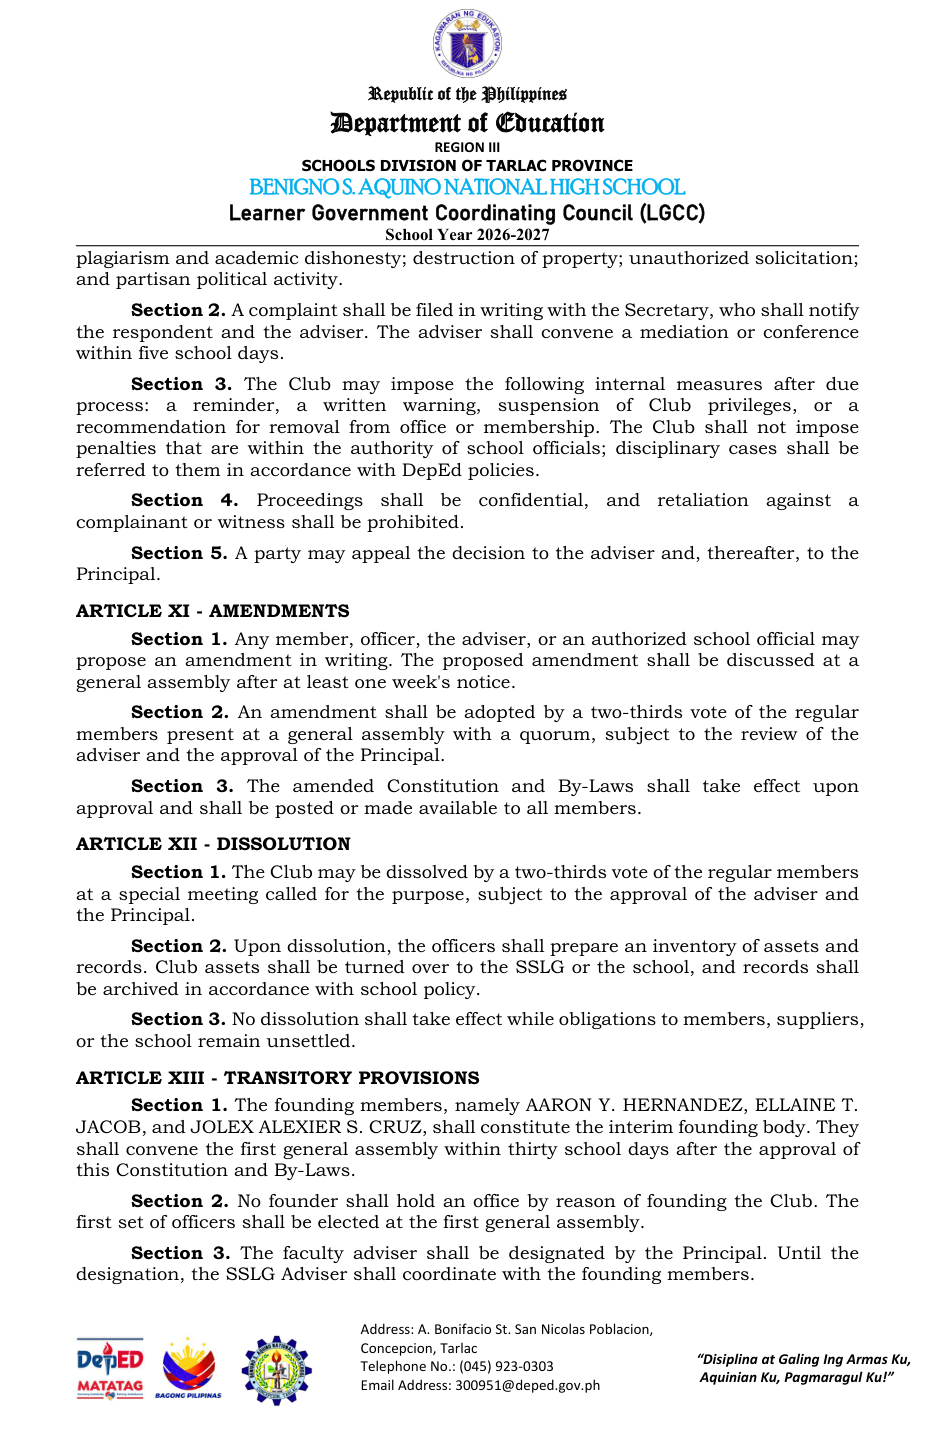 KAGAWARAN NG EDUKASYON
REPUBLIKA NG PILIPINAS
Republic of the Philippines
Department of Education
REGION III
SCHOOLS DIVISION OF TARLAC PROVINCE
BENIGNO S. AQUINO NATIONAL HIGH SCHOOL
Learner Government Coordinating Council (LGCC)
School Year 2026-2027
plagiarism and academic dishonesty; destruction of property; unauthorized solicitation;
and partisan political activity.
Section 2. A complaint shall be filed in writing with the Secretary, who shall notify
the respondent and the adviser. The adviser shall convene a mediation or conference
within five school days.
Section 3. The Club may impose the following internal measures after due
process: a reminder, a written warning, suspension of Club privileges, or a
recommendation for removal from office or membership. The Club shall not impose
penalties that are within the authority of school officials; disciplinary cases shall be
referred to them in accordance with DepEd policies.
Section 4. Proceedings shall be confidential, and retaliation against a
complainant or witness shall be prohibited.
Section 5. A party may appeal the decision to the adviser and, thereafter, to the
Principal.
ARTICLE XI - AMENDMENTS
Section 1. Any member, officer, the adviser, or an authorized school official may
propose an amendment in writing. The proposed amendment shall be discussed at a
general assembly after at least one week's notice.
Section 2. An amendment shall be adopted by a two-thirds vote of the regular
members present at a general assembly with a quorum, subject to the review of the
adviser and the approval of the Principal.
Section 3. The amended Constitution and By-Laws shall take effect upon
approval and shall be posted or made available to all members.
ARTICLE XII - DISSOLUTION
Section 1. The Club may be dissolved by a two-thirds vote of the regular members
at a special meeting called for the purpose, subject to the approval of the adviser and
the Principal.
Section 2. Upon dissolution, the officers shall prepare an inventory of assets and
records. Club assets shall be turned over to the SSLG or the school, and records shall
be archived in accordance with school policy.
Section 3. No dissolution shall take effect while obligations to members, suppliers,
or the school remain unsettled.
ARTICLE XIII - TRANSITORY PROVISIONS
Section 1. The founding members, namely AARON Y. HERNANDEZ, ELLAINE T.
JACOB, and JOLEX ALEXIER S. CRUZ, shall constitute the interim founding body. They
shall convene the first general assembly within thirty school days after the approval of
this Constitution and By-Laws.
Section 2. No founder shall hold an office by reason of founding the Club. The
first set of officers shall be elected at the first general assembly.
Section 3. The faculty adviser shall be designated by the Principal. Until the
designation, the SSLG Adviser shall coordinate with the founding members.
DepED
MATATAG
BAGONG PILIPINAS
Address: A. Bonifacio St. San Nicolas Poblacion,
Concepcion, Tarlac
Telephone No.: (045) 923-0303
Email Address: 300951@deped.gov.ph
“Disiplina at Galing Ing Armas Ku,
Aquinian Ku, Pagmaragul Ku!”